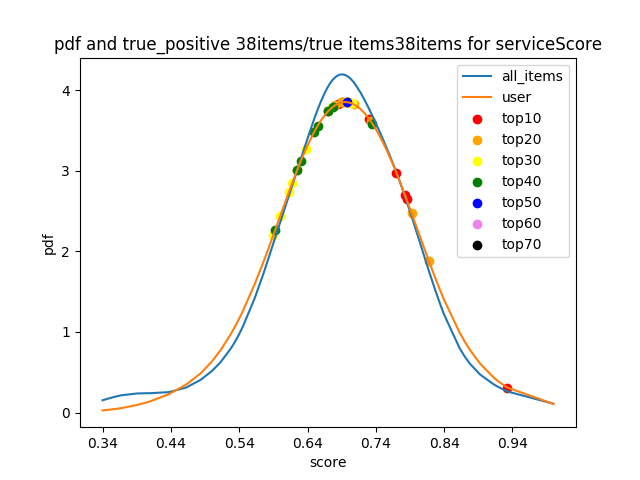 pdf and true_positive 38items/true items38items for serviceScore
all_items
user
top10
top20
top30
top40
top50
top60
top70
pdf
4
3
2
1
0
0.34 0.44 0.54 0.64 0.74 0.84 0.94
score